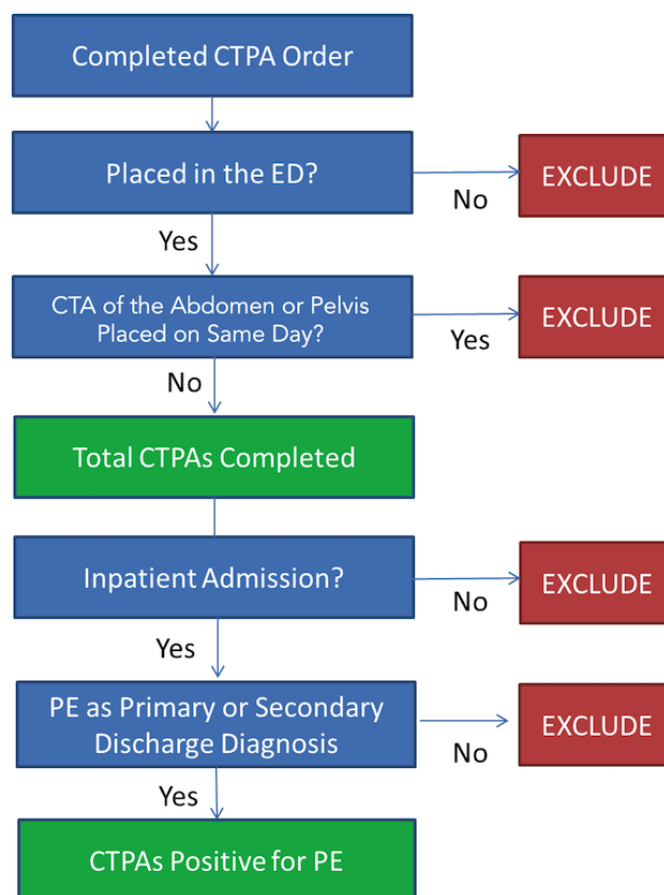 Completed CTPA Order
Placed in the ED?
No
EXCLUDE
Yes
CTA of the Abdomen or Pelvis
Placed on Same Day?
Yes
EXCLUDE
No
Total CTPAs Completed
Inpatient Admission?
No
EXCLUDE
Yes
PE as Primary or Secondary
Discharge Diagnosis
No
EXCLUDE
Yes
CTPAs Positive for PE